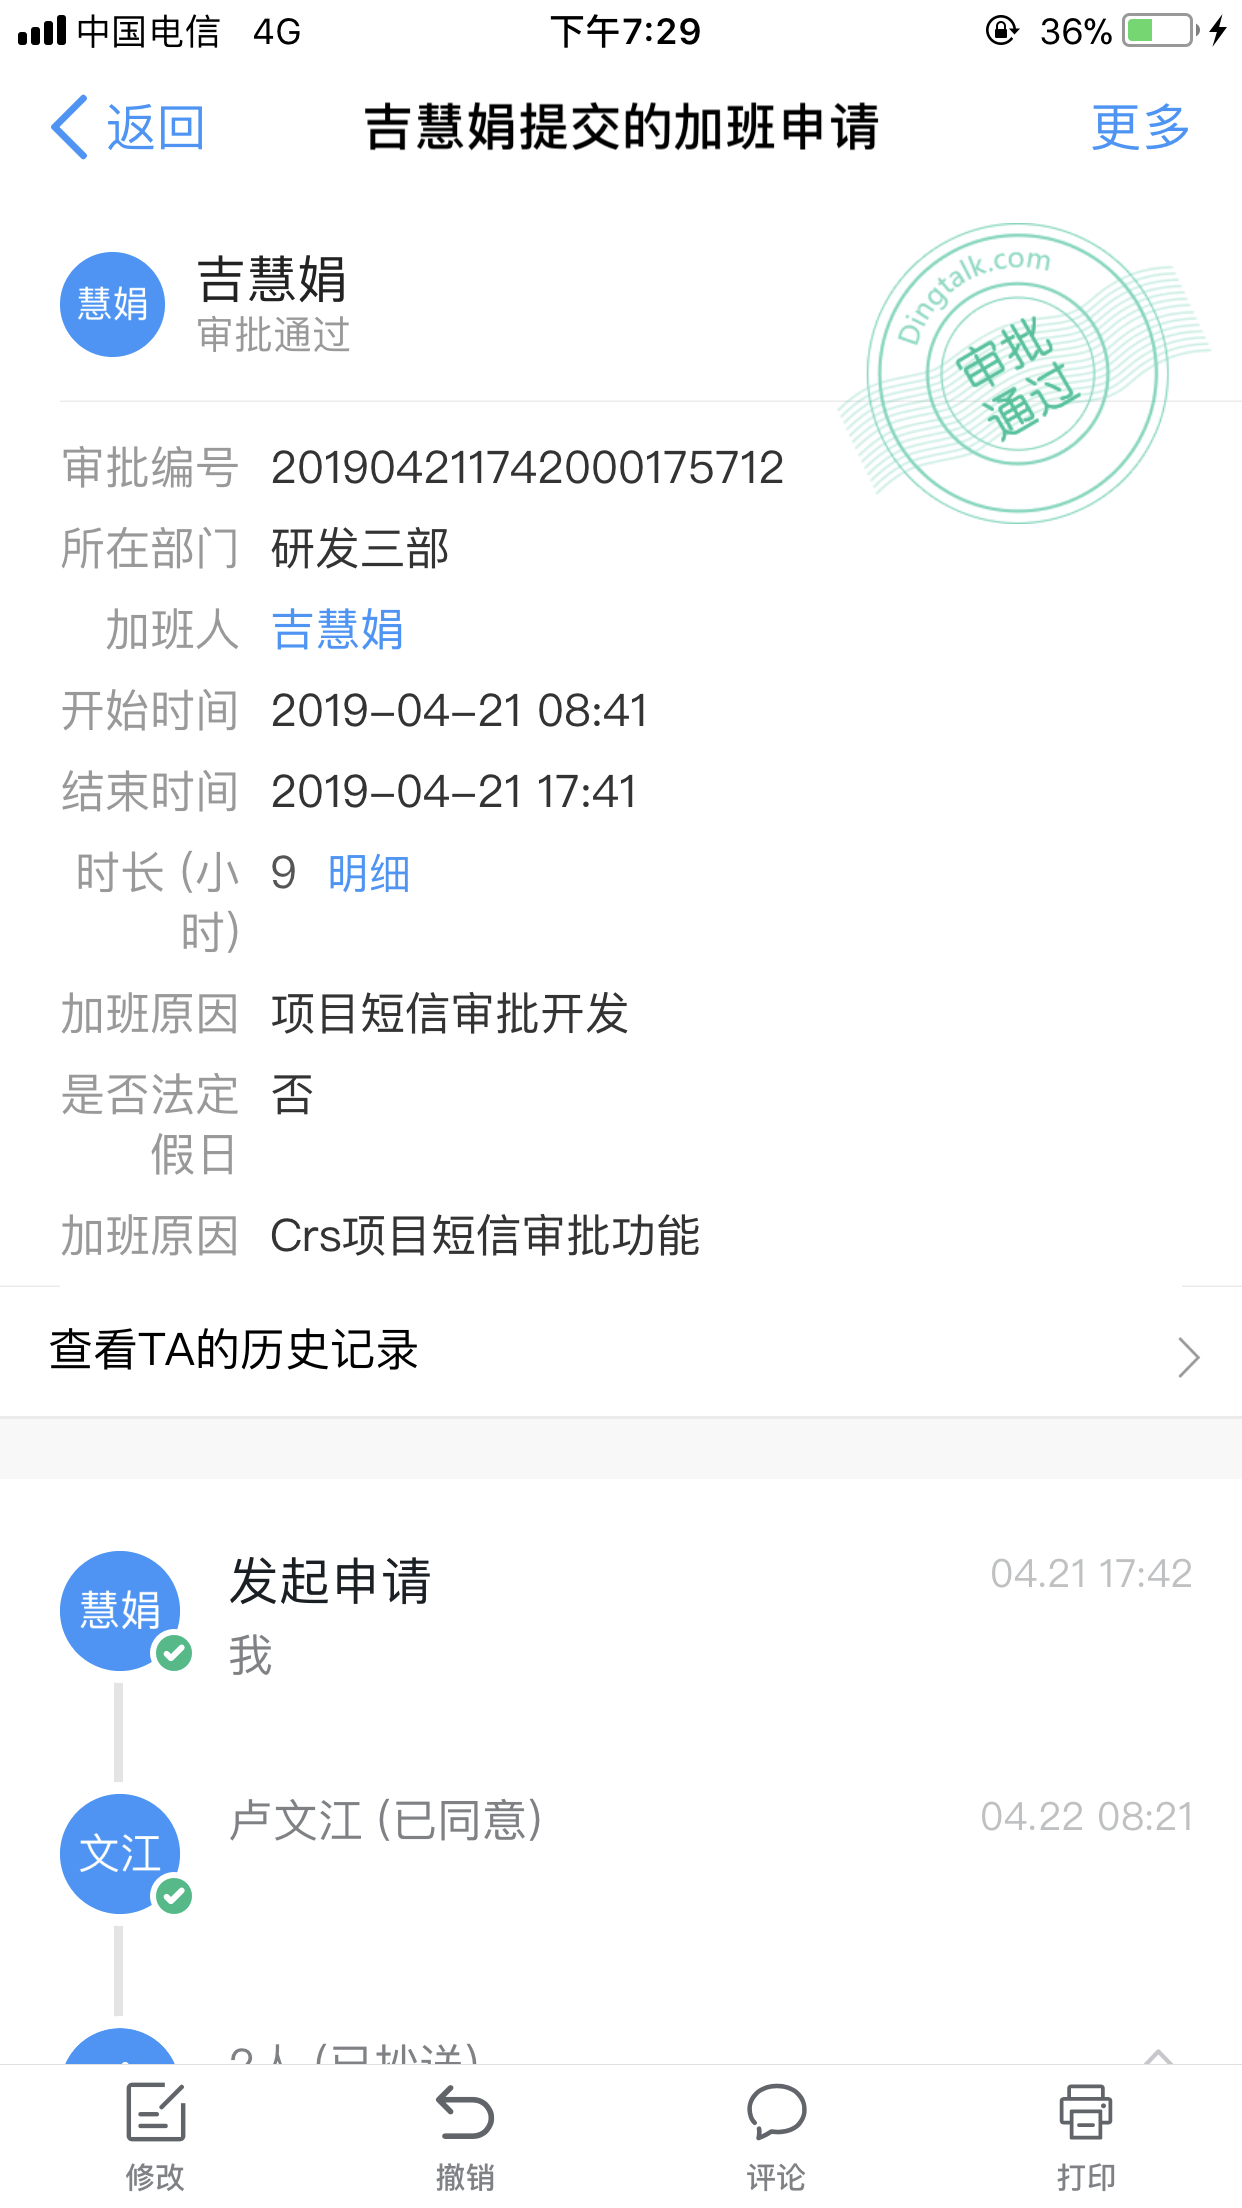 中国电信 4G 下午7:29 36%
返回 吉慧娟提交的加班申请 更多
慧娟 吉慧娟
审批通过
Dingtalk.com
审批
通过
审批编号 201904211742000175712
所在部门 研发三部
加班人 吉慧娟
开始时间 2019-04-21 08:41
结束时间 2019-04-21 17:41
时长 (小 9 明细
时)
加班原因 项目短信审批开发
是否法定 否
假日
加班原因 Crs项目短信审批功能
查看TA的历史记录
慧娟 发起申请 04.21 17:42
我
文江 卢文江 (已同意) 04.22 08:21
2人 (已抄送)
修改 撤销 评论 打印